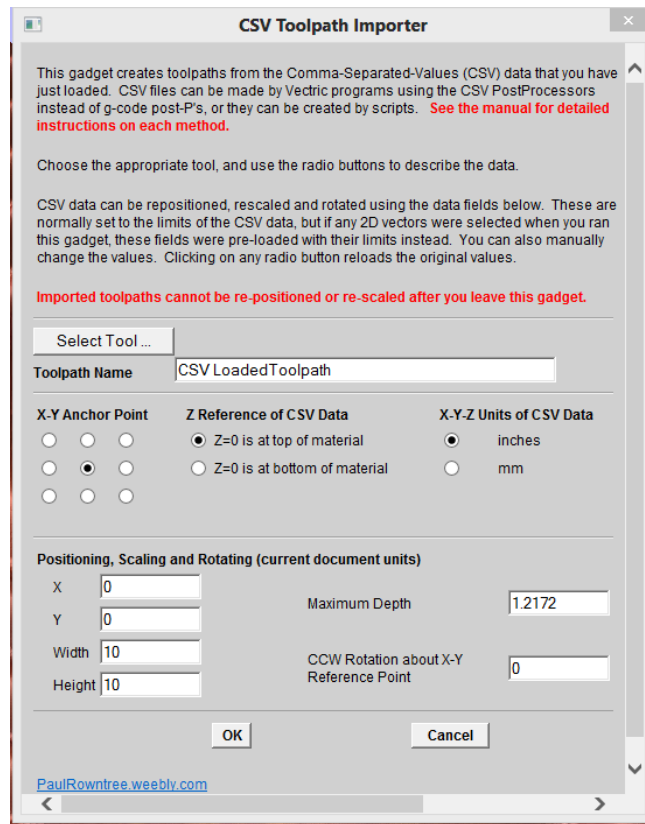 CSV Toolpath Importer
This gadget creates toolpaths from the Comma-Separated-Values (CSV) data that you have
just loaded. CSV files can be made by Vectric programs using the CSV PostProcessors
instead of g-code post-P's, or they can be created by scripts. See the manual for detailed
instructions on each method.
Choose the appropriate tool, and use the radio buttons to describe the data.
CSV data can be repositioned, rescaled and rotated using the data fields below. These are
normally set to the limits of the CSV data, but if any 2D vectors were selected when you ran
this gadget, these fields were pre-loaded with their limits instead. You can also manually
change the values. Clicking on any radio button reloads the original values.
Imported toolpaths cannot be re-positioned or re-scaled after you leave this gadget.
Select Tool ...
Toolpath Name CSV LoadedToolpath
X-Y Anchor Point Z Reference of CSV Data X-Y-Z Units of CSV Data
Z=0 is at top of material inches
Z=0 is at bottom of material mm
Positioning, Scaling and Rotating (current document units)
X 0
Y 0
Width 10
Height 10
Maximum Depth 1.2172
CCW Rotation about X-Y
Reference Point 0
OK Cancel
PaulRowntree.weebly.com